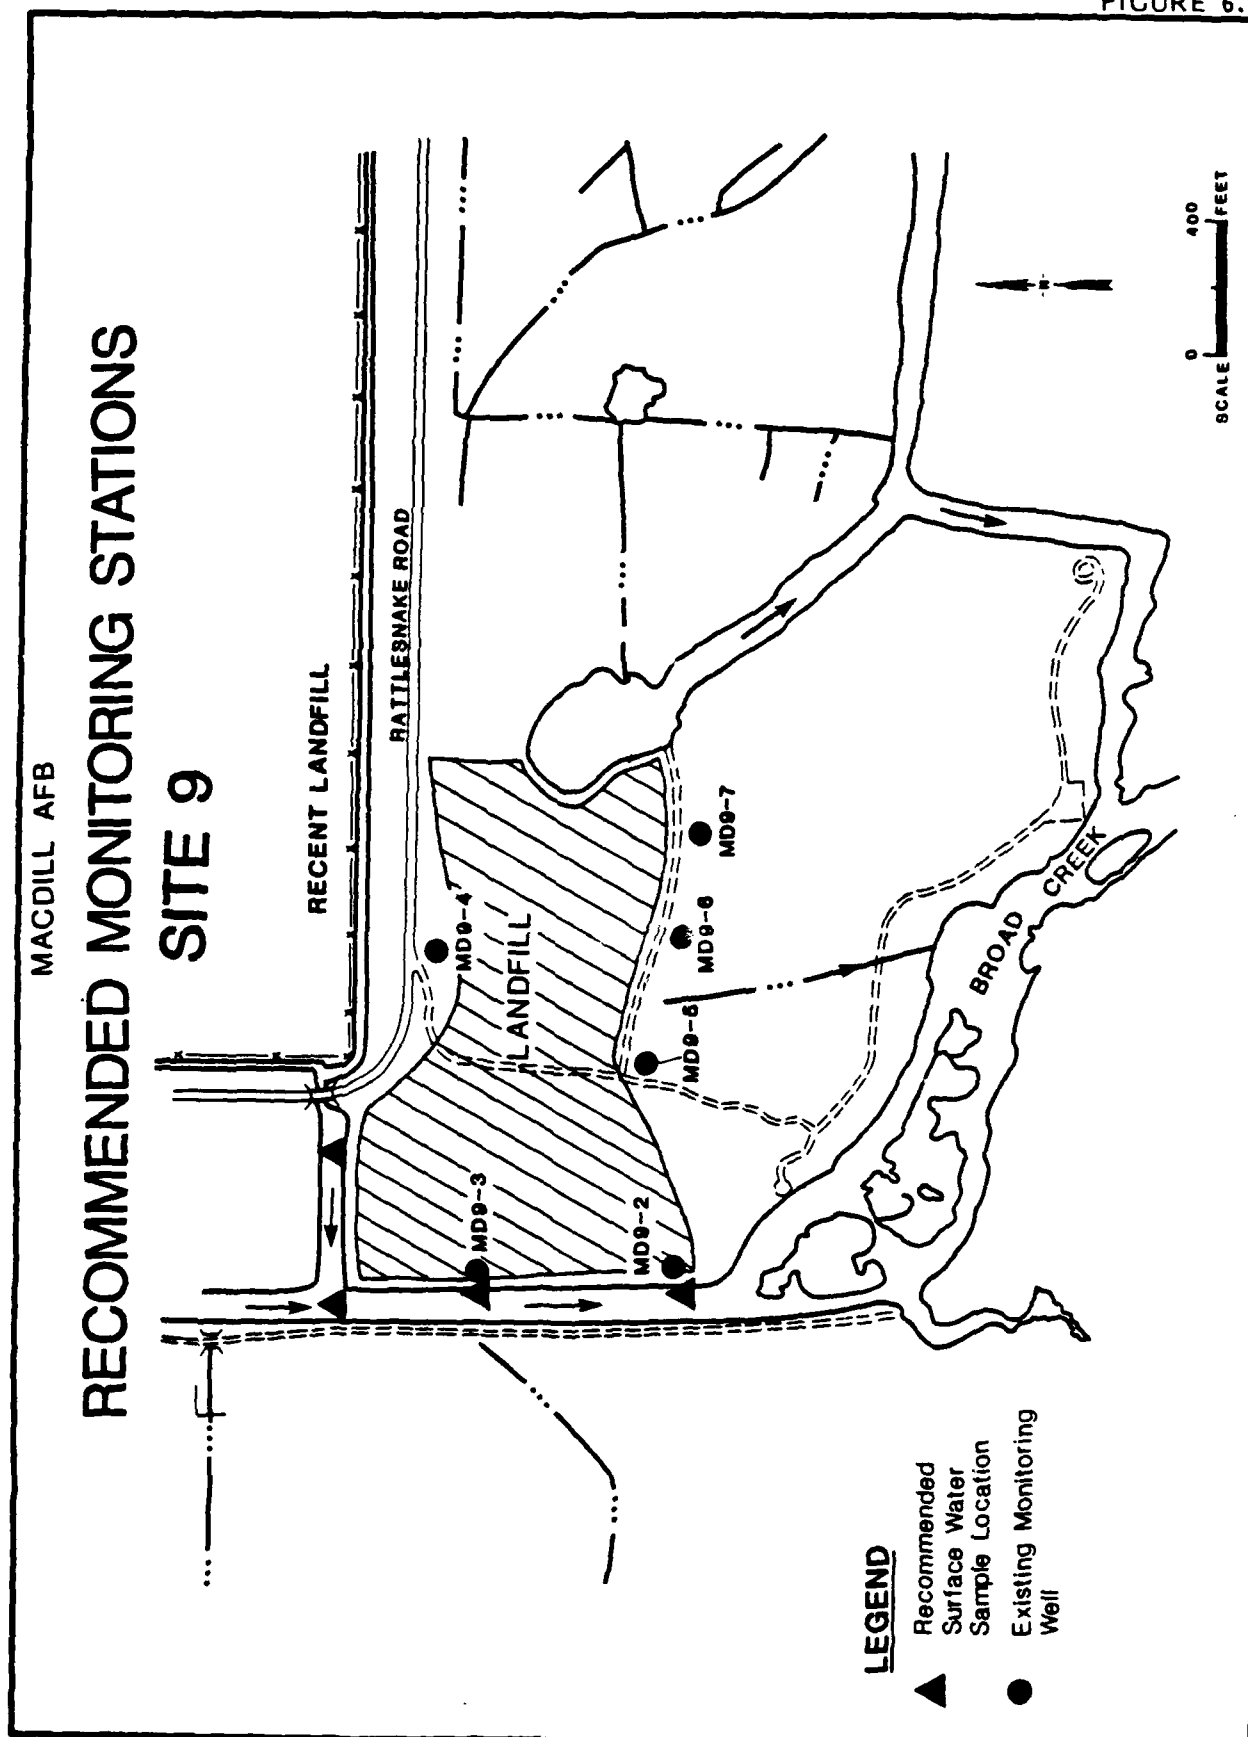 FIGURE 6.
MACDILL AFB
RECOMMENDED MONITORING STATIONS
SITE 9
RECENT LANDFILL
RATTLESNAKE ROAD
MD9-4
LANDFILL
MD9-3
MD9-2
MD9-5
MD9-6
MD9-7
BROAD CREEK
N
SCALE 0 400 FEET
LEGEND
Recommended
Surface Water
Sample Location
Existing Monitoring
Well